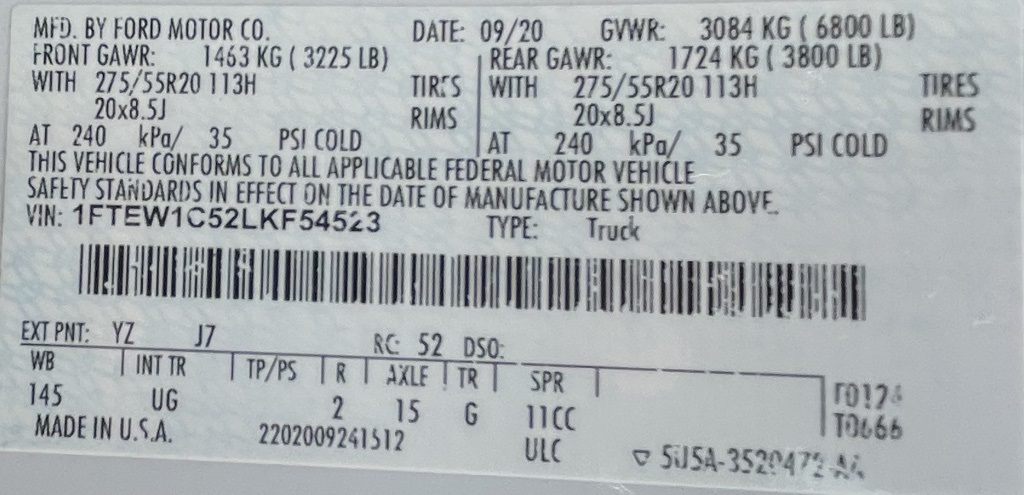 MFD. BY FORD MOTOR CO. DATE: 09/20 GVWR: 3084 KG ( 6800 LB)
FRONT GAWR: 1463 KG ( 3225 LB) REAR GAWR: 1724 KG ( 3800 LB)
WITH 275/55R20 113H TIRES WITH 275/55R20 113H TIRES
20x8.5J RIMS 20x8.5J RIMS
AT 240 kPa/ 35 PSI COLD AT 240 kPa/ 35 PSI COLD
THIS VEHICLE CONFORMS TO ALL APPLICABLE FEDERAL MOTOR VEHICLE
SAFETY STANDARDS IN EFFECT ON THE DATE OF MANUFACTURE SHOWN ABOVE.
VIN: 1FTEW1C52LKF54523 TYPE: Truck
EXT PNT: YZ J7 RC: 52 DSO:
WB INT TR TP/PS R AXLE TR SPR
145 UG 2 15 G 11CC
MADE IN U.S.A. 2202009241512 ULC
T0666